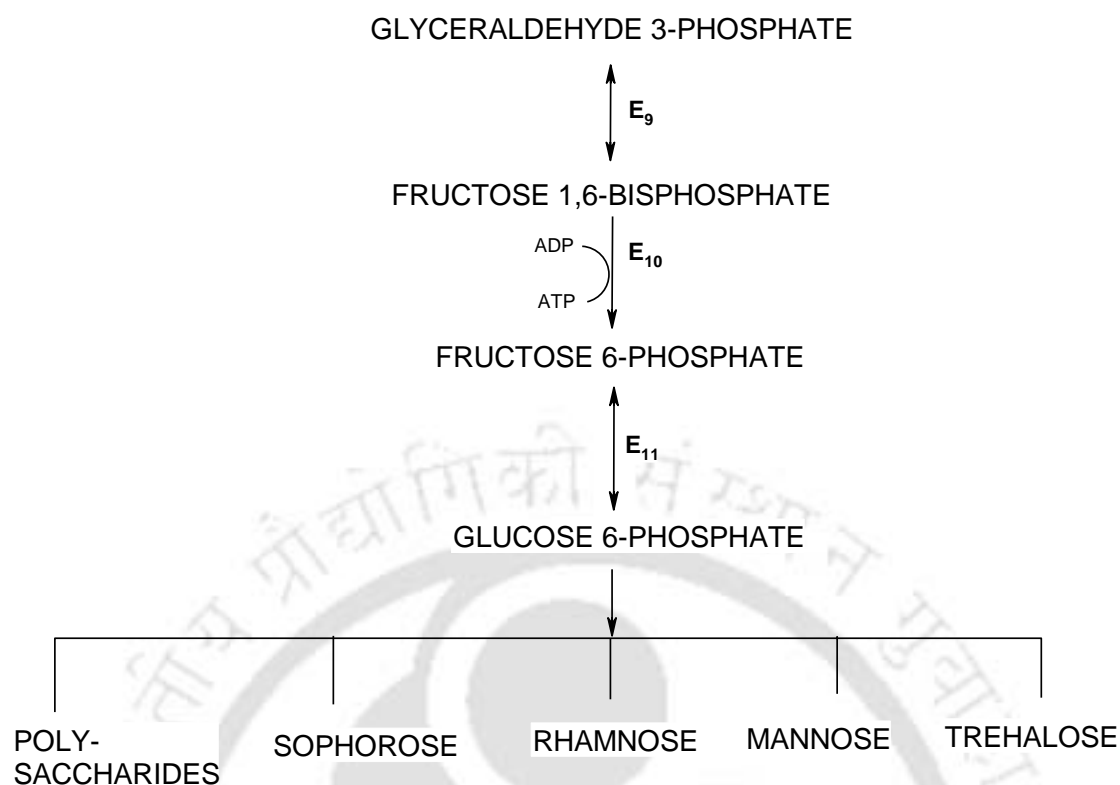 GLYCERALDEHYDE 3-PHOSPHATE
E9
FRUCTOSE 1,6-BISPHOSPHATE
ADP
E10
ATP
FRUCTOSE 6-PHOSPHATE
E11
GLUCOSE 6-PHOSPHATE
POLY-
SACCHARIDES
SOPHOROSE
RHAMNOSE
MANNOSE
TREHALOSE